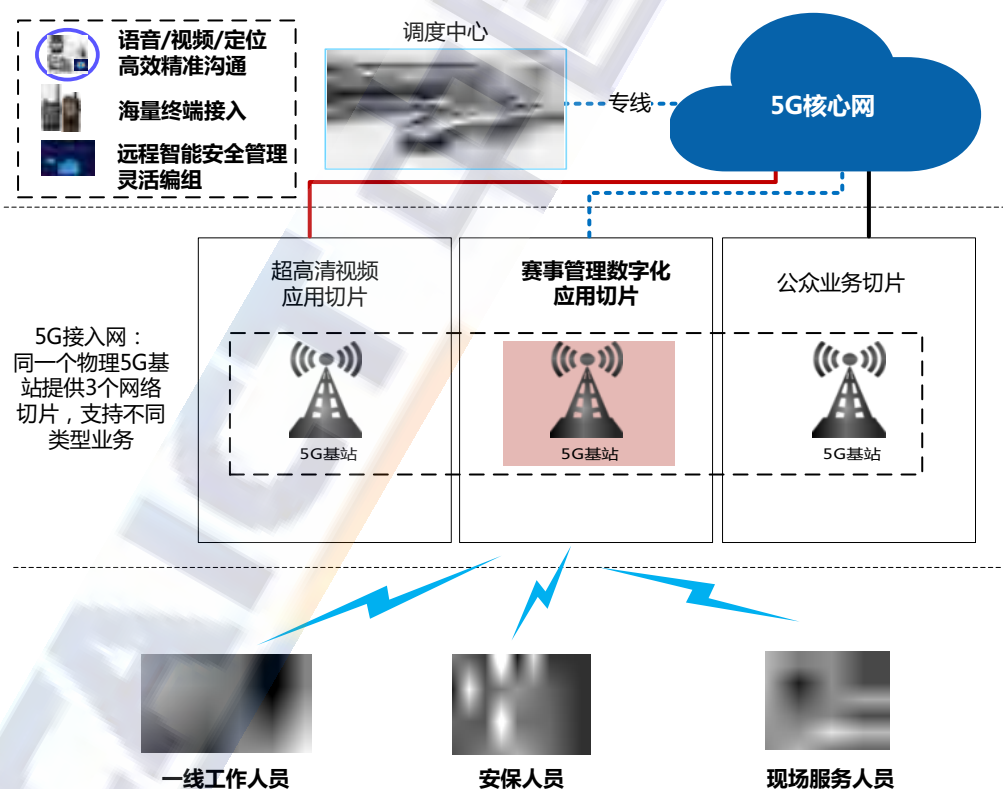 语音/视频/定位
高效精准沟通
海量终端接入
远程智能安全管理
灵活编组
调度中心
专线
5G核心网
超高清视频
应用切片
赛事管理数字化
应用切片
公众业务切片
5G接入网：
同一个物理5G基
站提供3个网络
切片，支持不同
类型业务
5G基站
5G基站
5G基站
一线工作人员
安保人员
现场服务人员